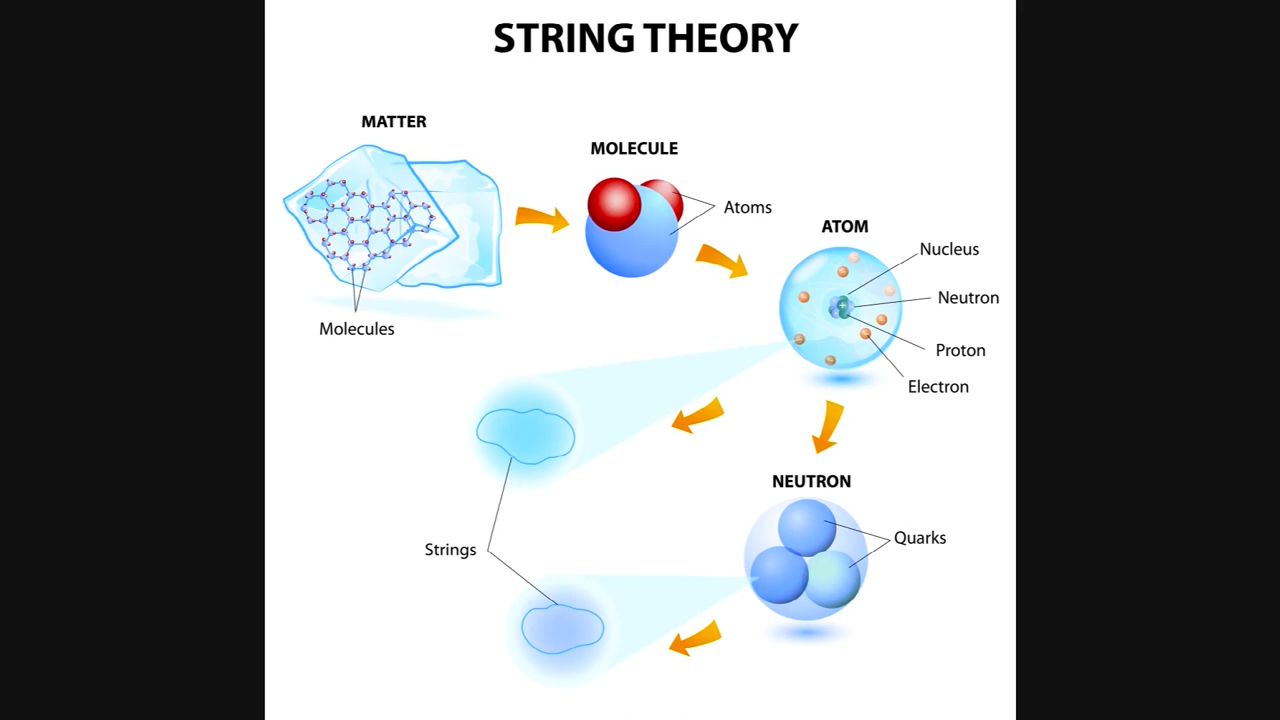 STRING THEORY
MATTER
MOLECULE
Atoms
ATOM
Nucleus
Neutron
Molecules
Proton
Electron
NEUTRON
Quarks
Strings